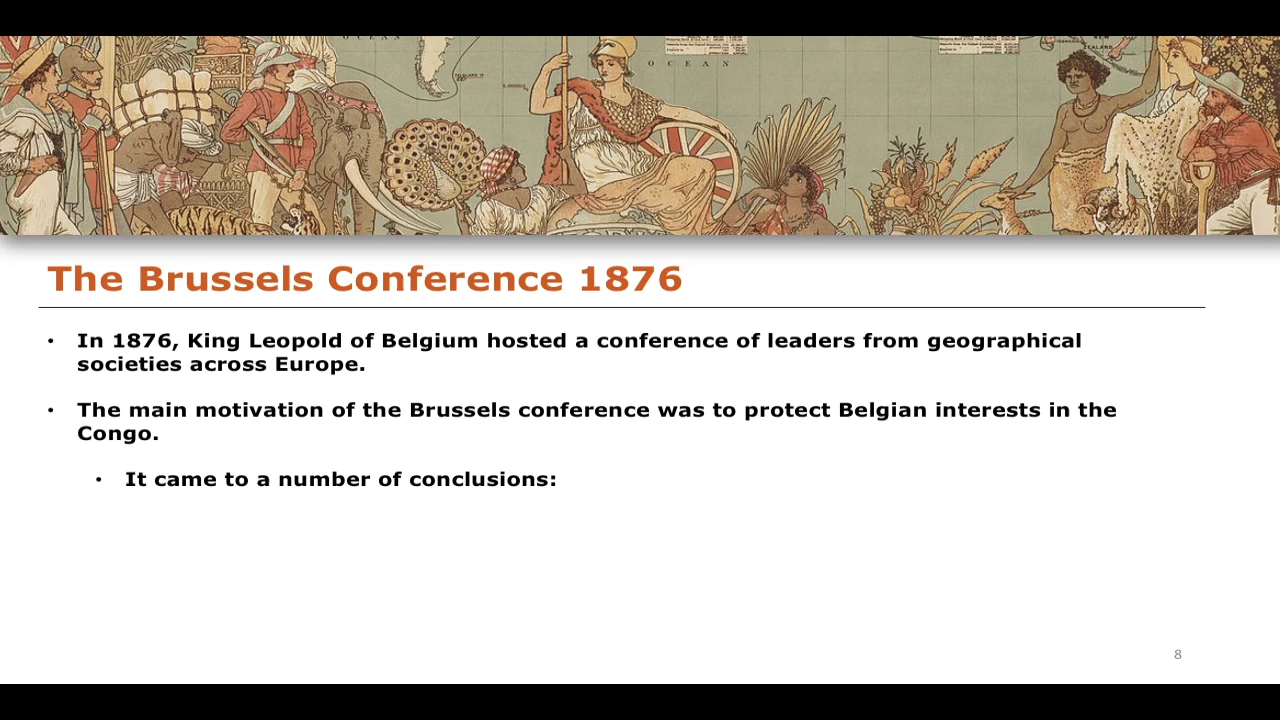 OCEAN
OCEAN
ZEALAND
The Brussels Conference 1876
• In 1876, King Leopold of Belgium hosted a conference of leaders from geographical
societies across Europe.
• The main motivation of the Brussels conference was to protect Belgian interests in the
Congo.
• It came to a number of conclusions:
8